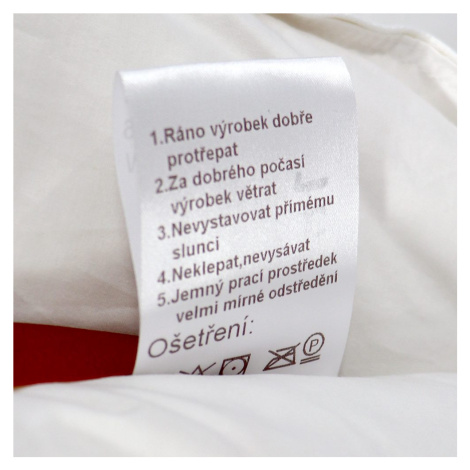 1.Ráno výrobek dobře
protřepat
2.Za dobrého počasí
výrobek větrat
3.Nevystavovat přímému
slunci
4.Neklepat,nevysávat
5.Jemný prací prostředek
velmi mírné odstředění
Ošetření:
P